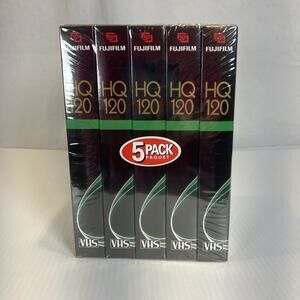 FUJIFILM FUJIFILM FUJIFILM FUJIFILM FUJIFILM
HQ HQ HQ HQ HQ
120 120 120 120 120
5 PACK
PAQUET
VHS VHS VHS VHS VHS